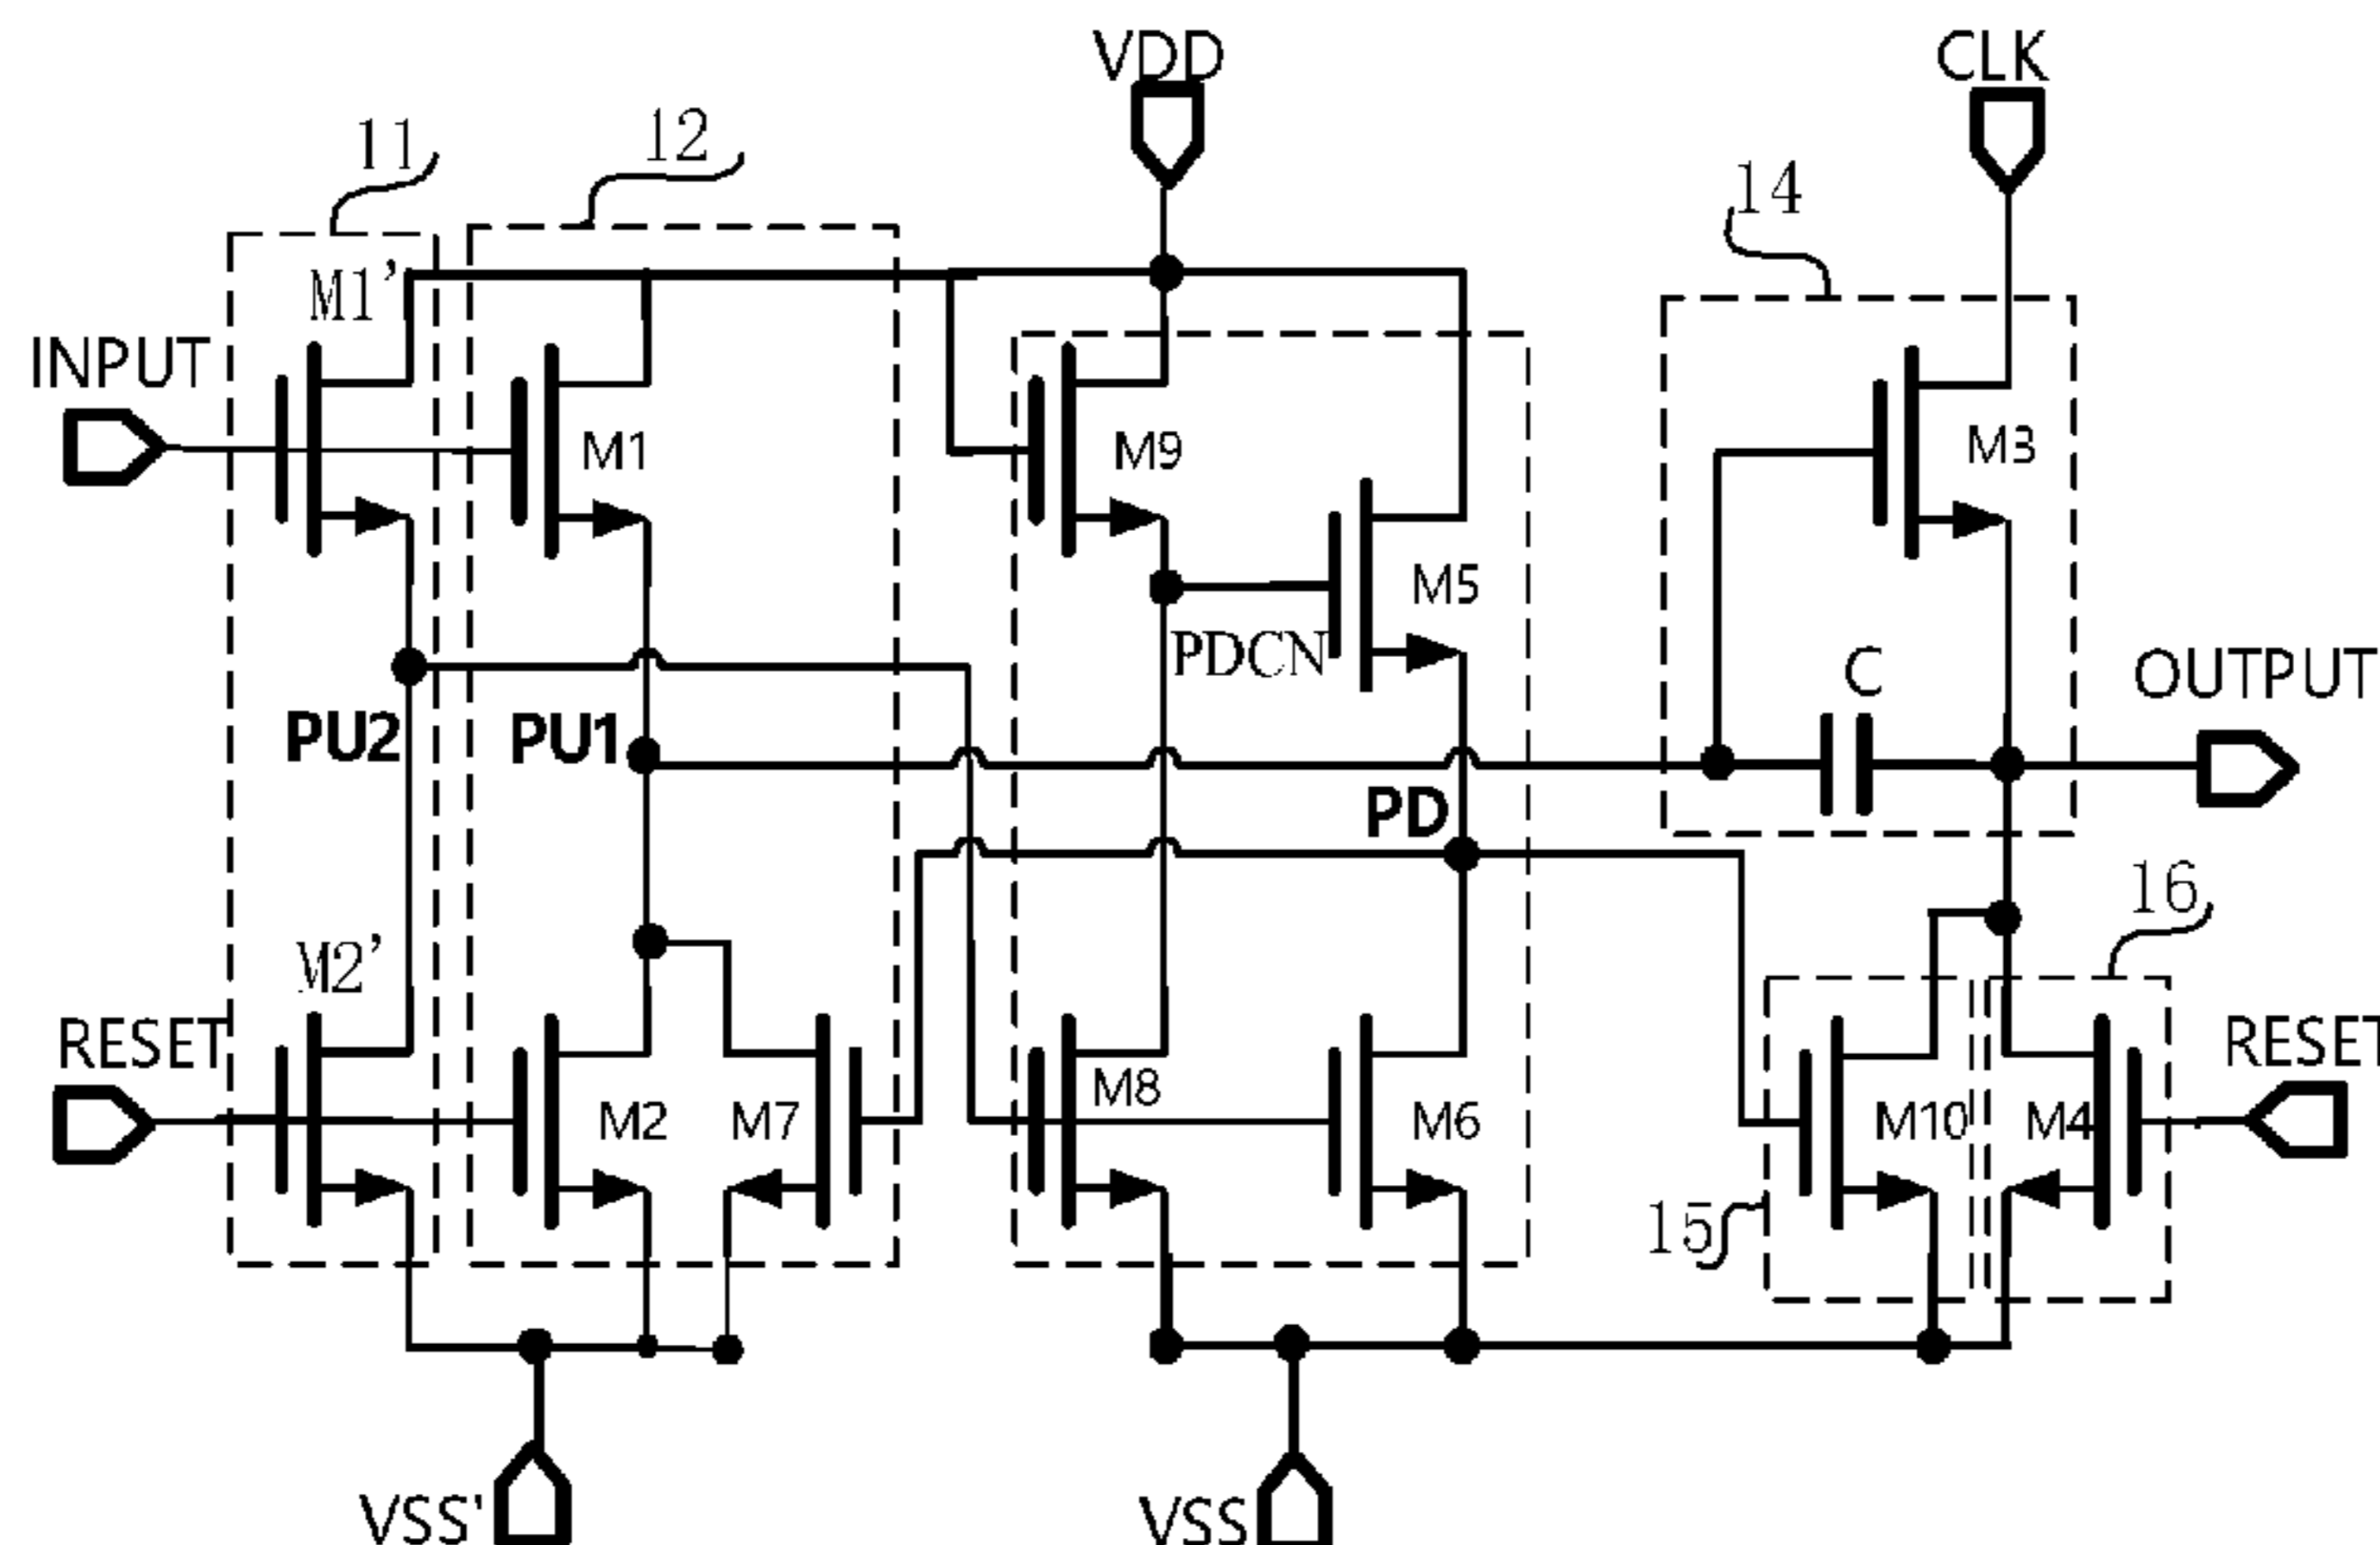 VDD
CLK
11
12
14
M1’
INPUT
M1
M9
M3
M5
PDCN
C
OUTPUT
PU2
PU1
PD
16
M2’
RESET
RESET
M8
M2
M7
M6
M10
M4
15
VSS'
VSS